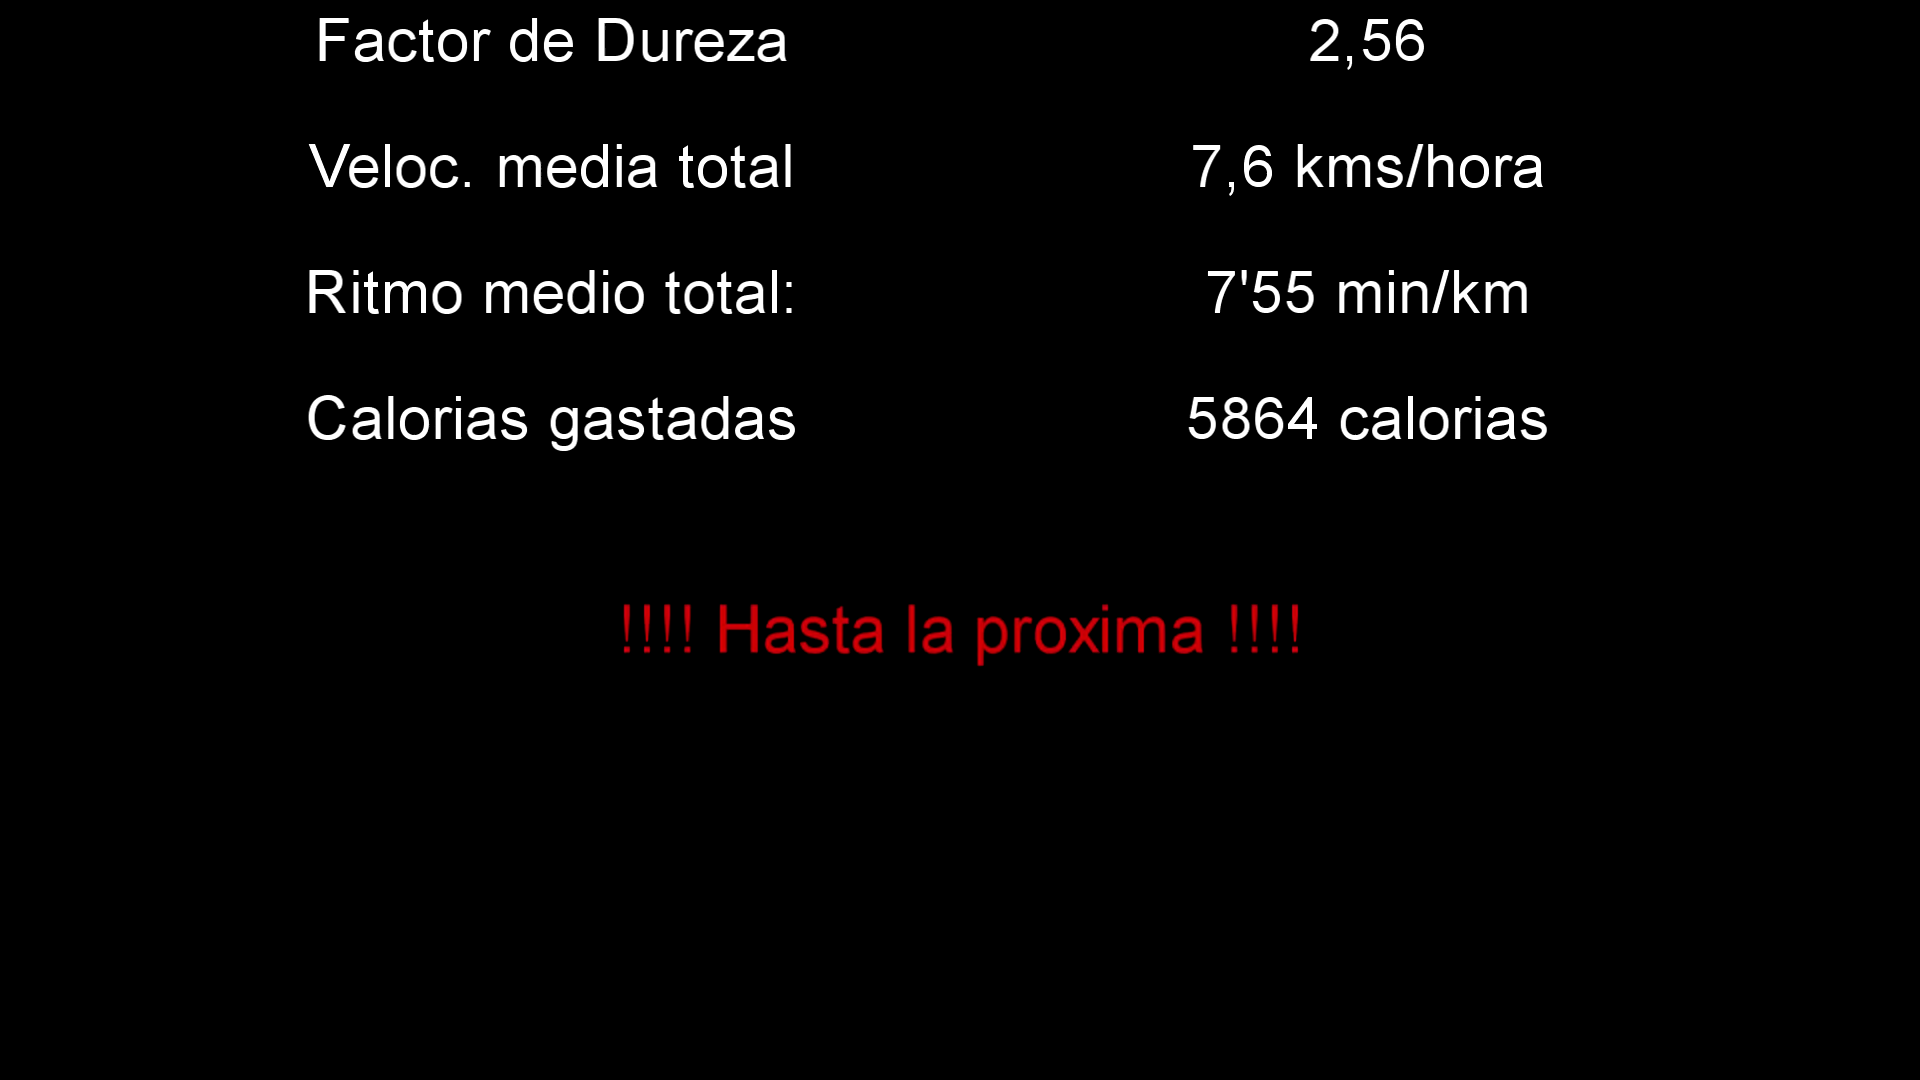 Factor de Dureza 2,56
Veloc. media total 7,6 kms/hora
Ritmo medio total: 7'55 min/km
Calorias gastadas 5864 calorias
!!!! Hasta la proxima !!!!